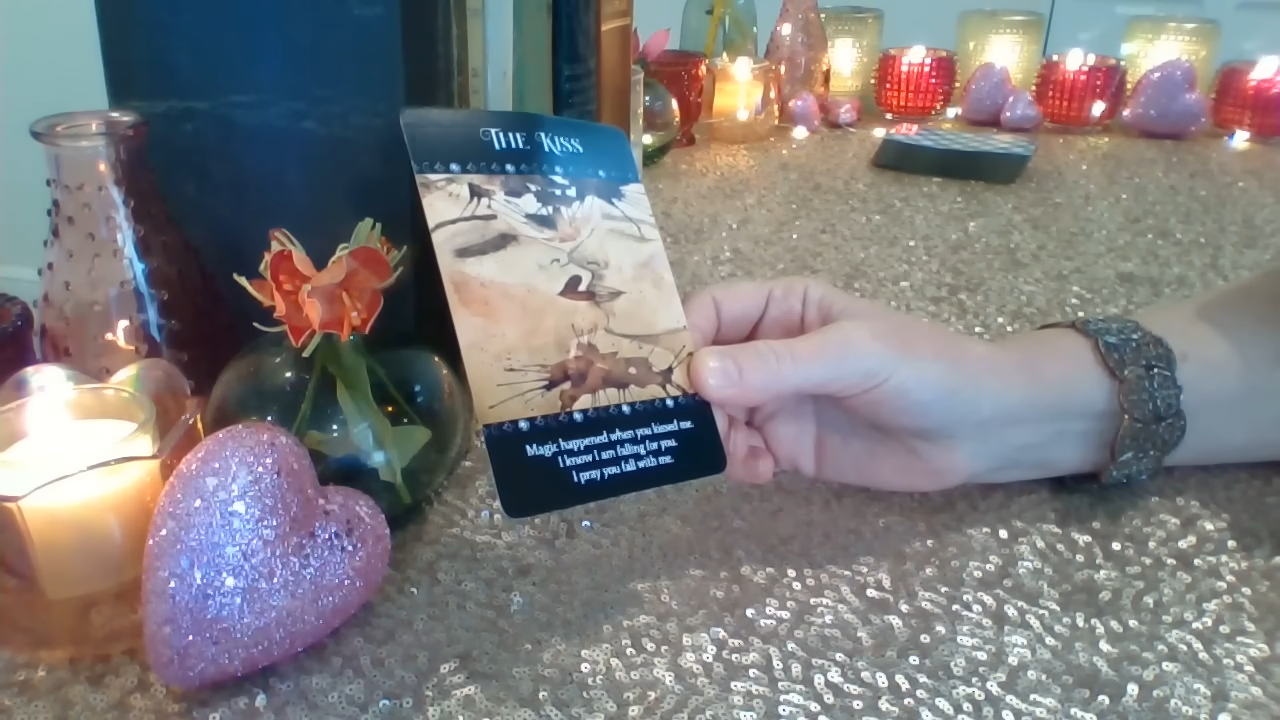 THE KISS
Magic happened when you kissed me.
I know I am falling for you.
I pray you fall with me.